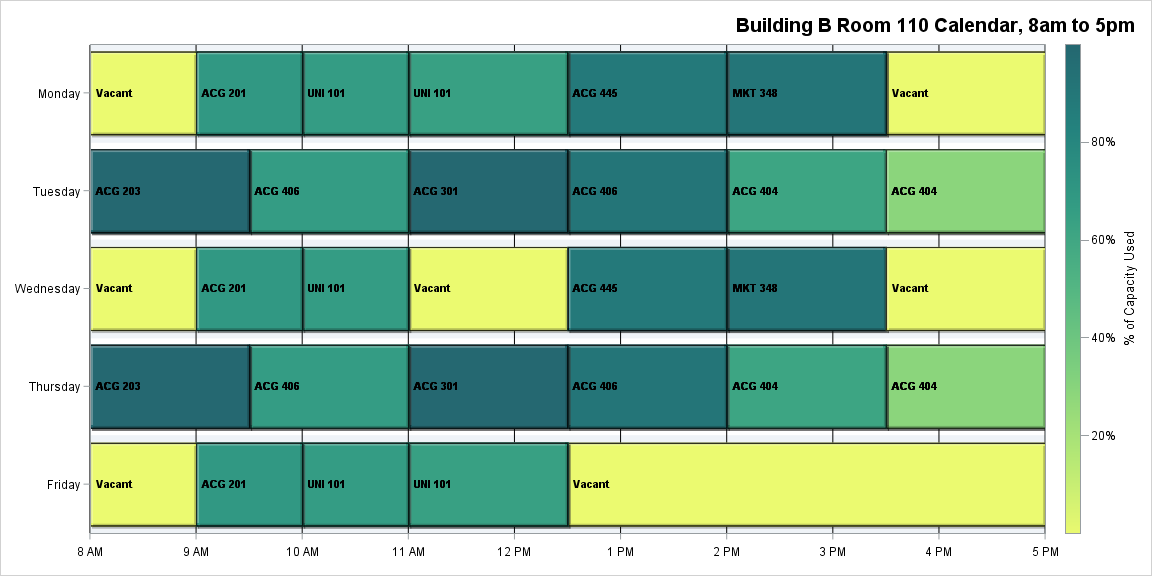 Building B Room 110 Calendar, 8am to 5pm
Monday
Vacant
ACG 201
UNI 101
UNI 101
ACG 445
MKT 348
Vacant
Tuesday
ACG 203
ACG 406
ACG 301
ACG 406
ACG 404
ACG 404
Wednesday
Vacant
ACG 201
UNI 101
Vacant
ACG 445
MKT 348
Vacant
Thursday
ACG 203
ACG 406
ACG 301
ACG 406
ACG 404
ACG 404
Friday
Vacant
ACG 201
UNI 101
UNI 101
Vacant
8 AM
9 AM
10 AM
11 AM
12 PM
1 PM
2 PM
3 PM
4 PM
5 PM
80%
60%
40%
20%
% of Capacity Used